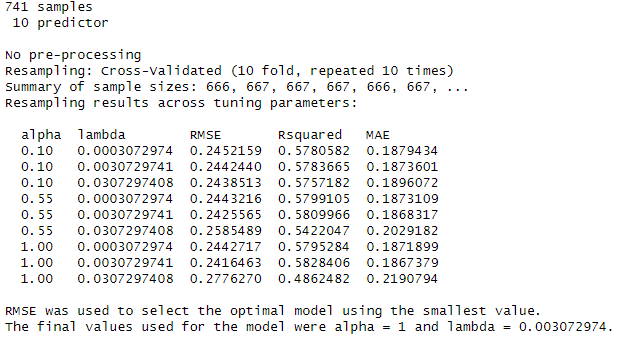 741 samples
10 predictor
No pre-processing
Resampling: Cross-Validated (10 fold, repeated 10 times)
Summary of sample sizes: 666, 667, 667, 667, 666, 667, ...
Resampling results across tuning parameters:
alpha lambda RMSE Rsquared MAE
0.10 0.0003072974 0.2452159 0.5780582 0.1879434
0.10 0.0030729741 0.2442440 0.5783665 0.1873601
0.10 0.0307297408 0.2438513 0.5757182 0.1896072
0.55 0.0003072974 0.2443216 0.5799105 0.1873109
0.55 0.0030729741 0.2425565 0.5809966 0.1868317
0.55 0.0307297408 0.2585489 0.5422047 0.2029182
1.00 0.0003072974 0.2442717 0.5795284 0.1871899
1.00 0.0030729741 0.2416463 0.5828406 0.1867379
1.00 0.0307297408 0.2776270 0.4862482 0.2190794
RMSE was used to select the optimal model using the smallest value.
The final values used for the model were alpha = 1 and lambda = 0.003072974.